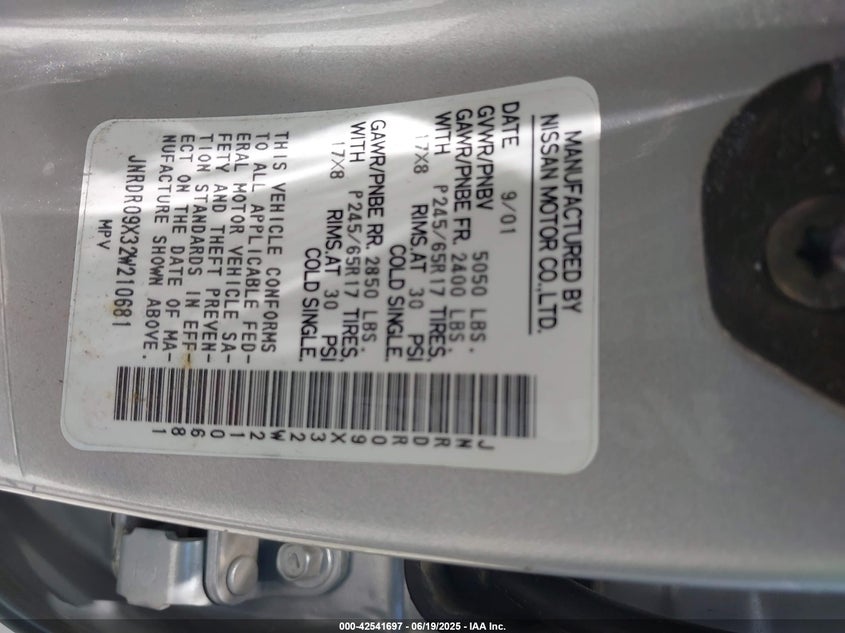 MANUFACTURED BY
NISSAN MOTOR CO.,LTD.
DATE 9/01
GVWR/PNBV 5050 LBS.
GAWR/PNBE FR. 2400 LBS.
WITH P245/65R17 TIRES,
17X8 RIMS,AT 30 PSI
COLD SINGLE.
GAWR/PNBE RR. 2850 LBS.
WITH P245/65R17 TIRES,
17X8 RIMS,AT 30 PSI
COLD SINGLE.
THIS VEHICLE CONFORMS
TO ALL APPLICABLE FED-
ERAL MOTOR VEHICLE SA-
FETY AND THEFT PREVEN-
TION STANDARDS IN EFF-
ECT ON THE DATE OF MA-
NUFACTURE SHOWN ABOVE.
JNRDR09X32W210681
MPV
JNRDR09X32W210681
000-42541697 - 06/19/2025 - IAA Inc.